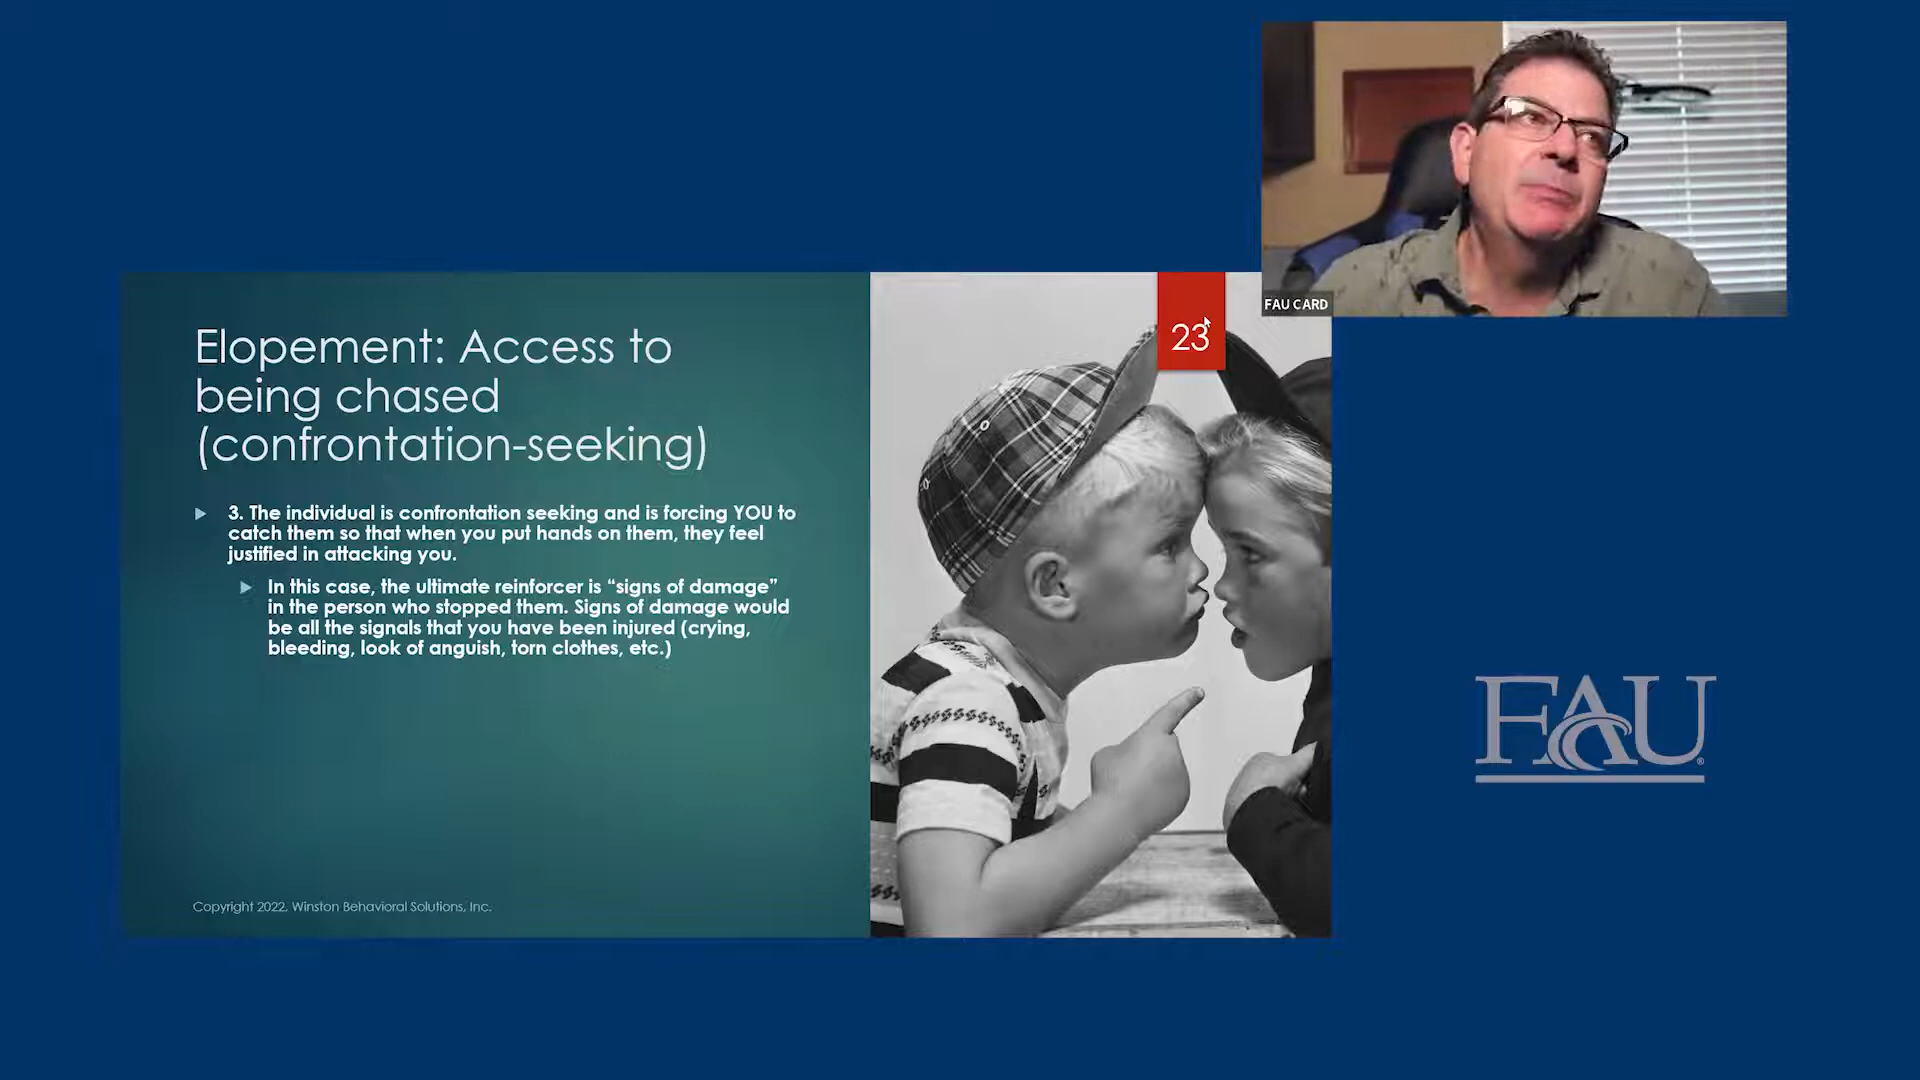 FAU CARD
23
Elopement: Access to
being chased
(confrontation-seeking)
3. The individual is confrontation seeking and is forcing YOU to
catch them so that when you put hands on them, they feel
justified in attacking you.
In this case, the ultimate reinforcer is “signs of damage”
in the person who stopped them. Signs of damage would
be all the signals that you have been injured (crying,
bleeding, look of anguish, torn clothes, etc.)
Copyright 2022, Winston Behavioral Solutions, Inc.
FAU